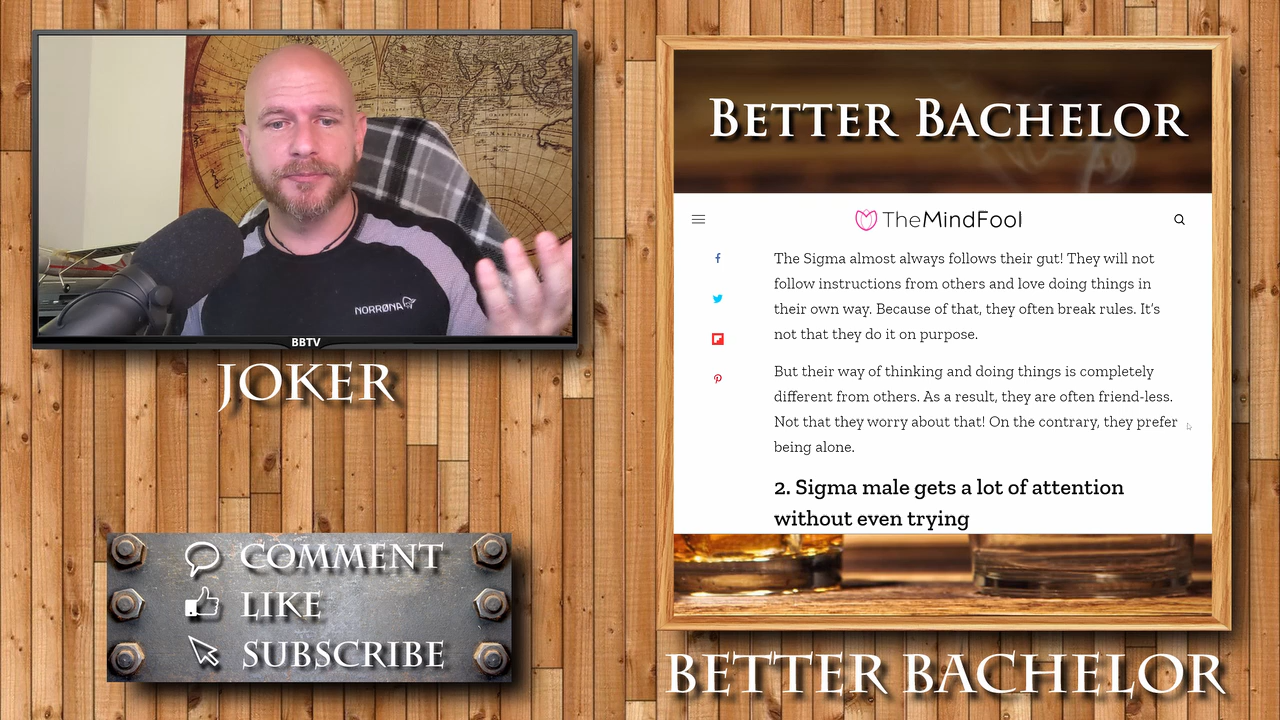 NORRØNA
BBTV
JOKER
COMMENT
LIKE
SUBSCRIBE
BETTER BACHELOR
TheMindFool
The Sigma almost always follows their gut! They will not
follow instructions from others and love doing things in
their own way. Because of that, they often break rules. It's
not that they do it on purpose.
But their way of thinking and doing things is completely
different from others. As a result, they are often friend-less.
Not that they worry about that! On the contrary, they prefer
being alone.
2. Sigma male gets a lot of attention
without even trying
BETTER BACHELOR